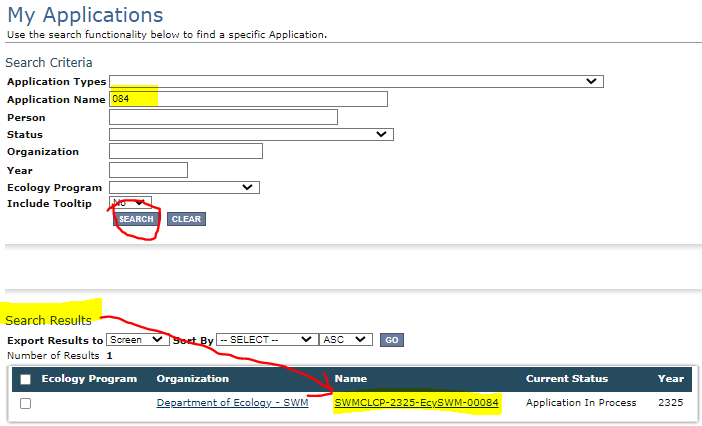 My Applications
Use the search functionality below to find a specific Application.
Search Criteria
Application Types
Application Name 084
Person
Status
Organization
Year
Ecology Program
Include Tooltip No
SEARCH CLEAR
Search Results
Export Results to Screen Sort By -- SELECT -- ASC GO
Number of Results 1
Ecology Program Organization Name Current Status Year
Department of Ecology - SWM SWMCLCP-2325-EcySWM-00084 Application In Process 2325